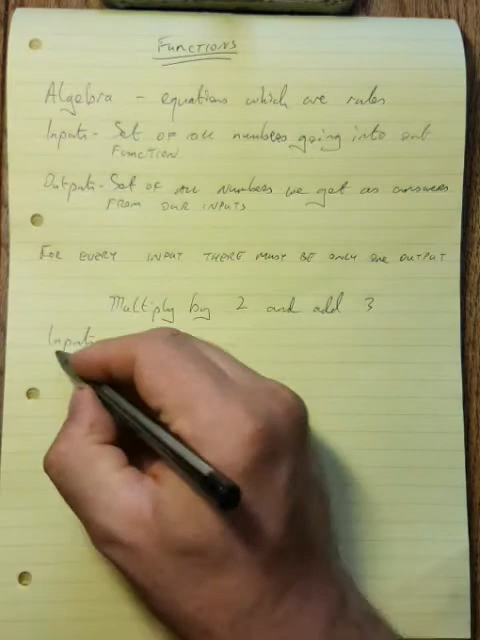 FUNCTIONS
Algebra - equations which are rules
Inputs - Set of all numbers going into out
FUNCTION
Outputs - Set of all numbers we get as answers
FROM OUR INPUTS
FOR EVERY INPUT THERE MUST BE ONLY ONE OUTPUT
Multiply by 2 and add 3
Input